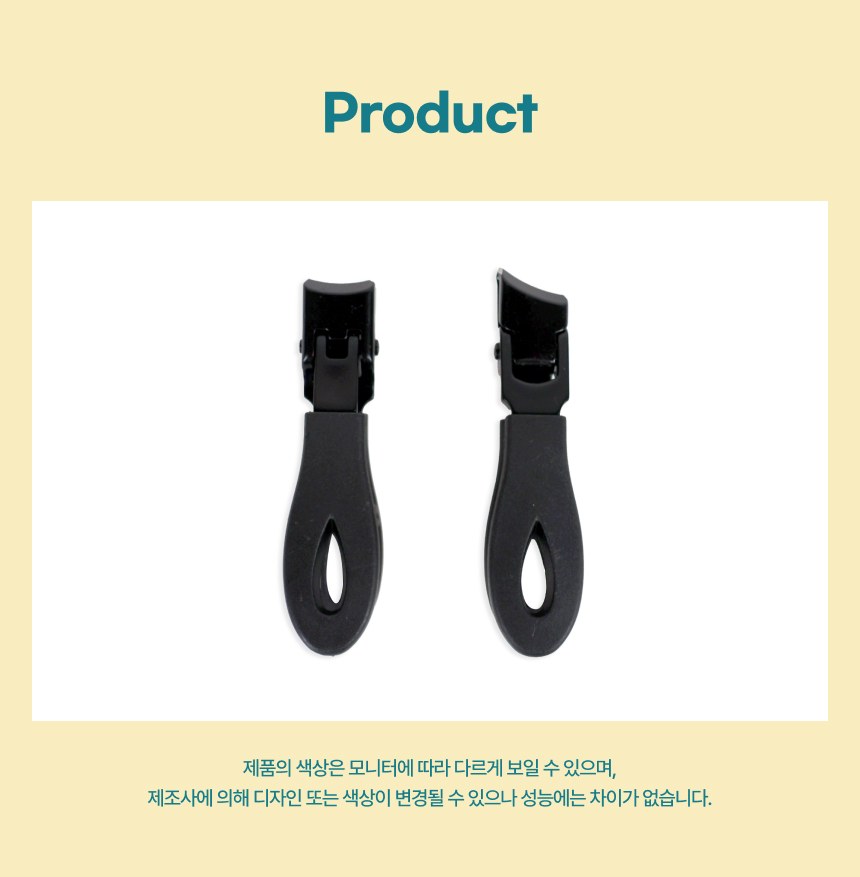 Product
제품의 색상은 모니터에 따라 다르게 보일 수 있으며,
제조사에 의해 디자인 또는 색상이 변경될 수 있으나 성능에는 차이가 없습니다.